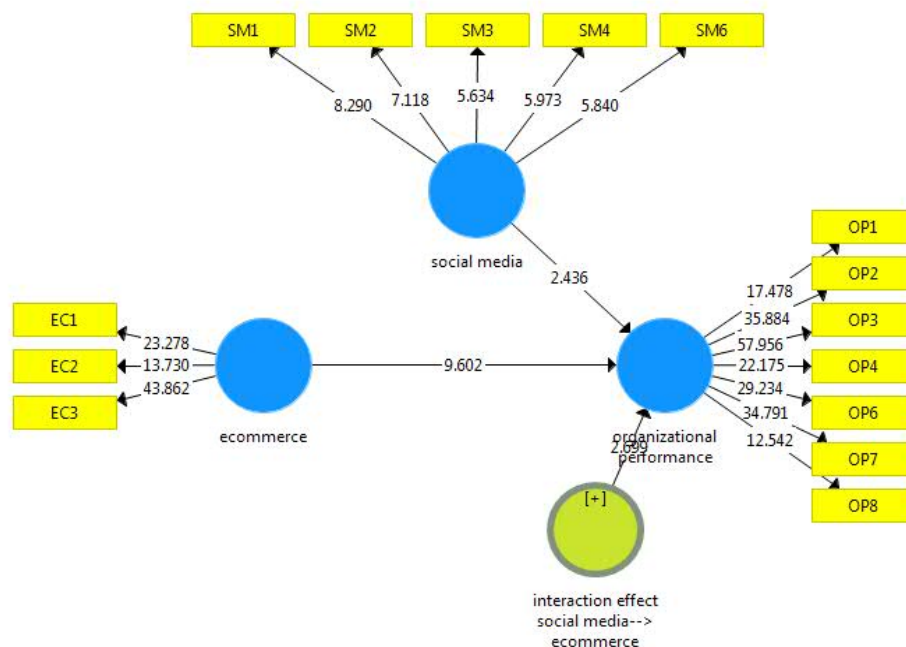 SM1
SM2
SM3
SM4
SM6
8.290
7.118
5.634
5.973
5.840
social media
2.436
EC1
EC2
EC3
23.278
13.730
43.862
ecommerce
9.602
organizational
performance
17.478
35.884
57.956
22.175
29.234
34.791
12.542
OP1
OP2
OP3
OP4
OP6
OP7
OP8
2.699
[+]
interaction effect
social media-->
ecommerce